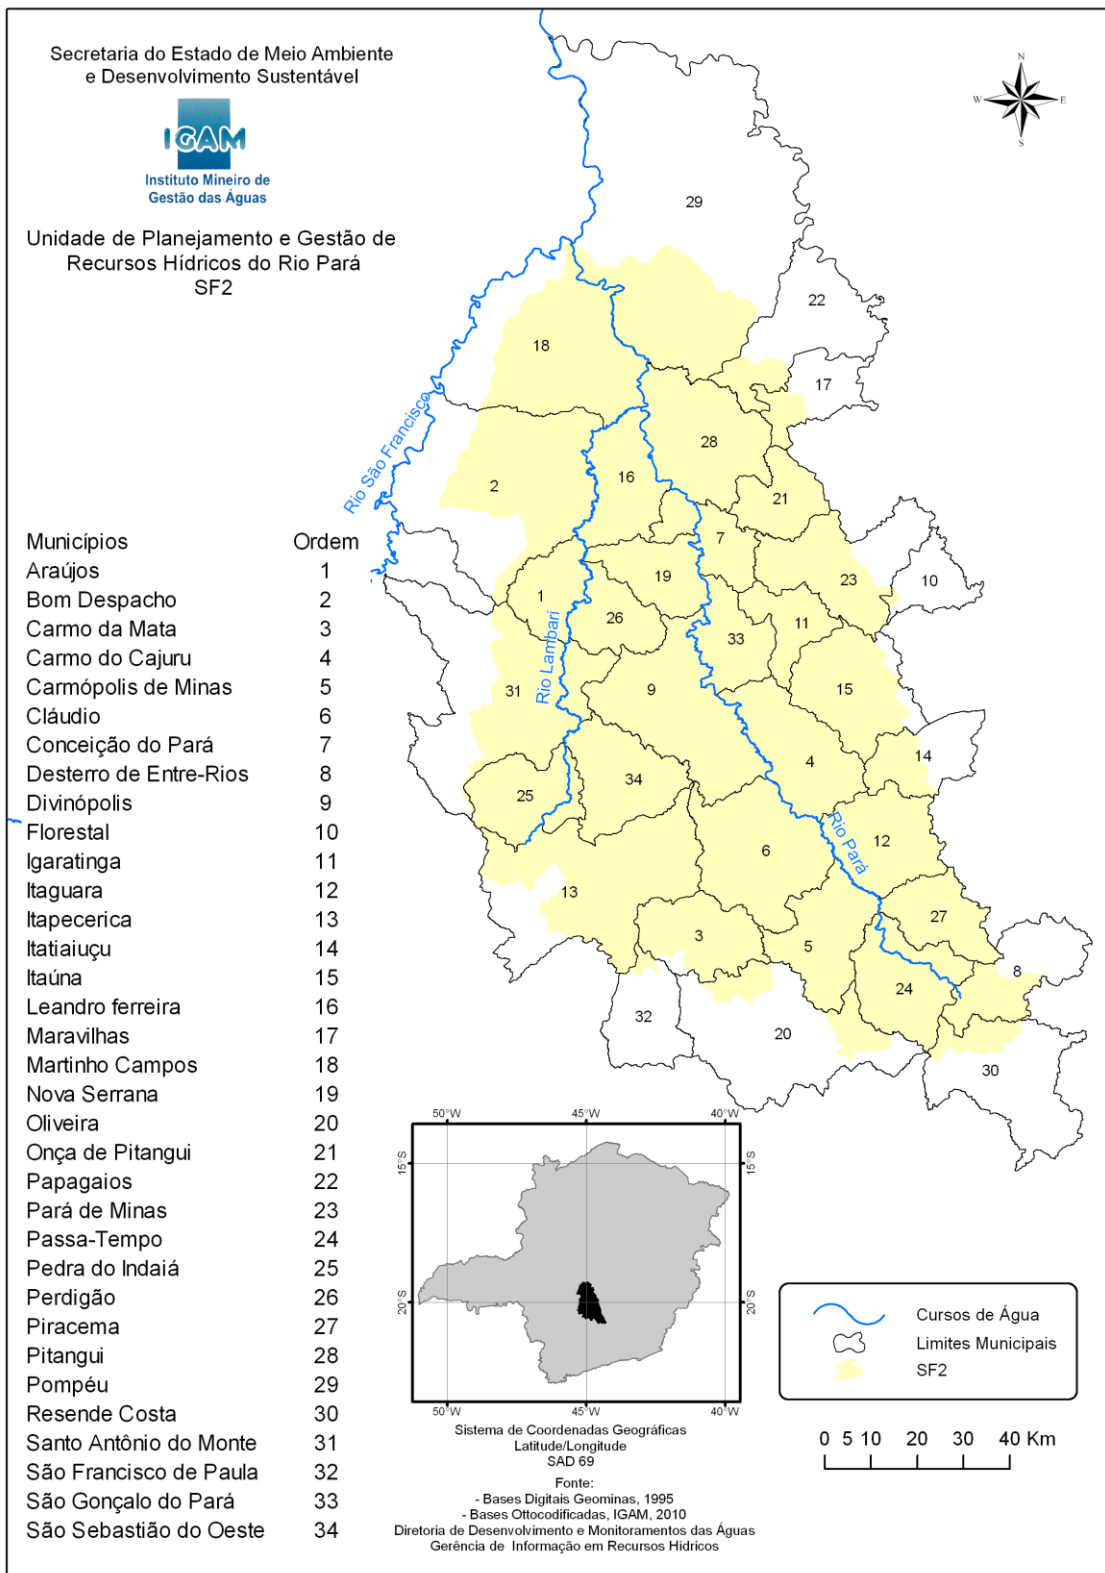 Secretaria do Estado de Meio Ambiente
e Desenvolvimento Sustentável
IGAM
Instituto Mineiro de
Gestão das Águas
Unidade de Planejamento e Gestão de
Recursos Hídricos do Rio Pará
SF2
N
W E
S
29
22
18
17
Rio São Francisco
28
16
2
21
7
19
23
10
1
26
11
33
Rio Lambari
31
9
15
14
4
34
25
Rio Pará
12
6
13
27
3
5
8
24
32
20
30
Municípios Ordem
Araújos 1
Bom Despacho 2
Carmo da Mata 3
Carmo do Cajuru 4
Carmópolis de Minas 5
Cláudio 6
Conceição do Pará 7
Desterro de Entre-Rios 8
Divinópolis 9
Florestal 10
Igaratinga 11
Itaguara 12
Itapecerica 13
Itatiaiuçu 14
Itaúna 15
Leandro ferreira 16
Maravilhas 17
Martinho Campos 18
Nova Serrana 19
Oliveira 20
Onça de Pitangui 21
Papagaios 22
Pará de Minas 23
Passa-Tempo 24
Pedra do Indaiá 25
Perdigão 26
Piracema 27
Pitangui 28
Pompéu 29
Resende Costa 30
Santo Antônio do Monte 31
São Francisco de Paula 32
São Gonçalo do Pará 33
São Sebastião do Oeste 34
50°W 45°W 40°W
15°S 15°S
20°S 20°S
50°W 45°W 40°W
Sistema de Coordenadas Geográficas
Latitude/Longitude
SAD 69
Fonte:
- Bases Digitais Geominas, 1995
- Bases Ottocodificadas, IGAM, 2010
Diretoria de Desenvolvimento e Monitoramentos das Águas
Gerência de Informação em Recursos Hidricos
Cursos de Água
Limites Municipais
SF2
0 5 10 20 30 40 Km